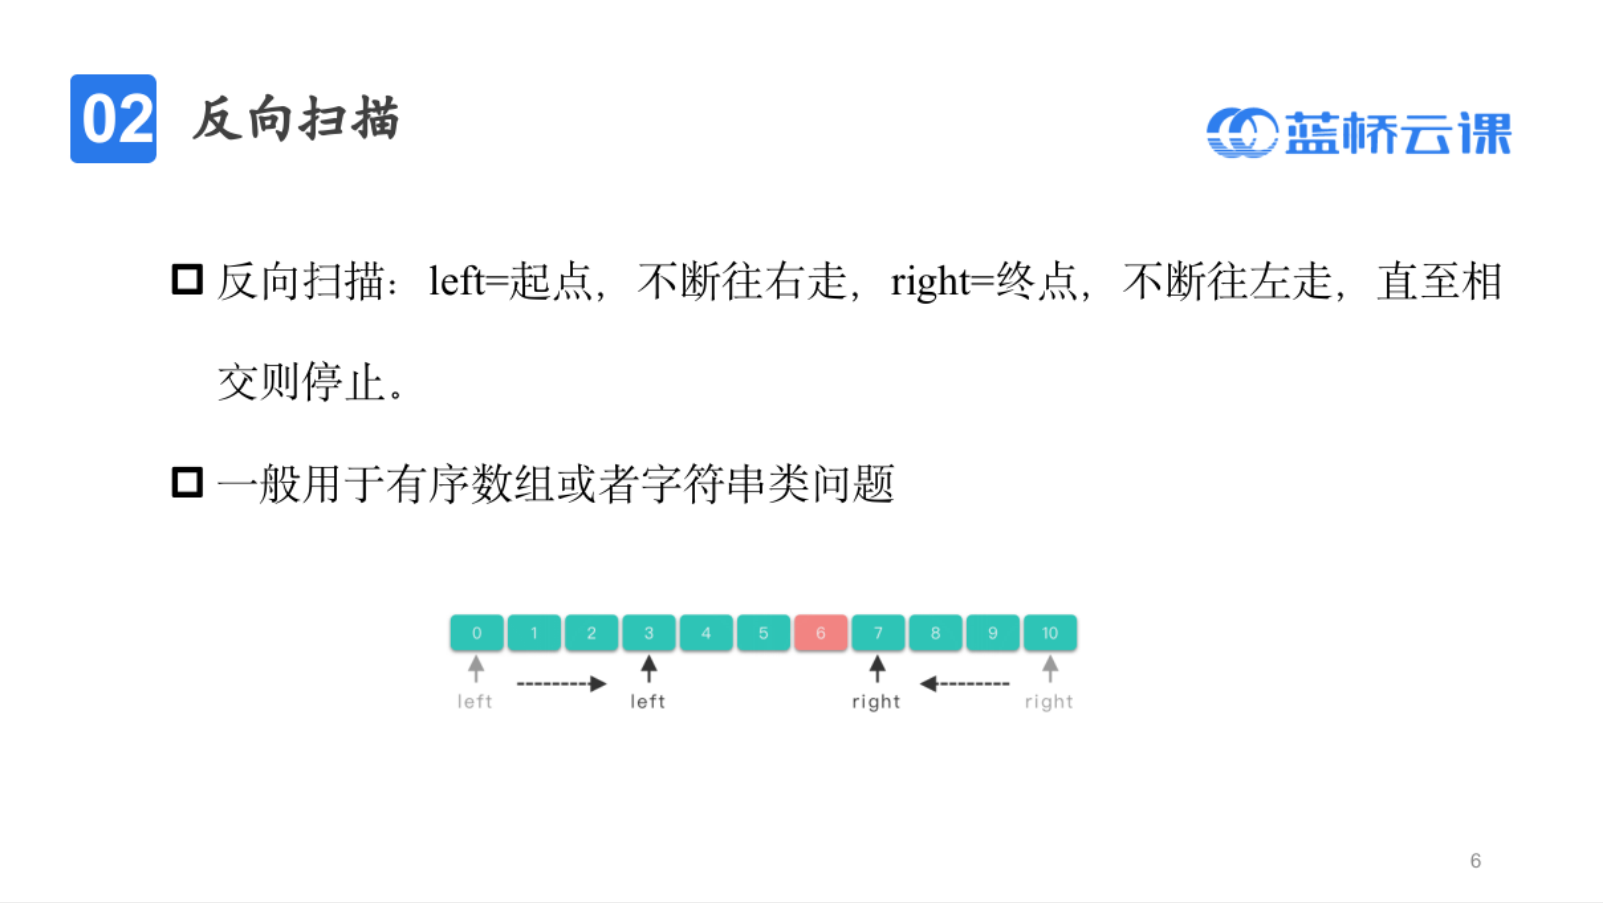 02 反向扫描
蓝桥云课
反向扫描：left=起点，不断往右走，right=终点，不断往左走，直至相
交则停止。
一般用于有序数组或者字符串类问题
0 1 2 3 4 5 6 7 8 9 10
left left right right
6